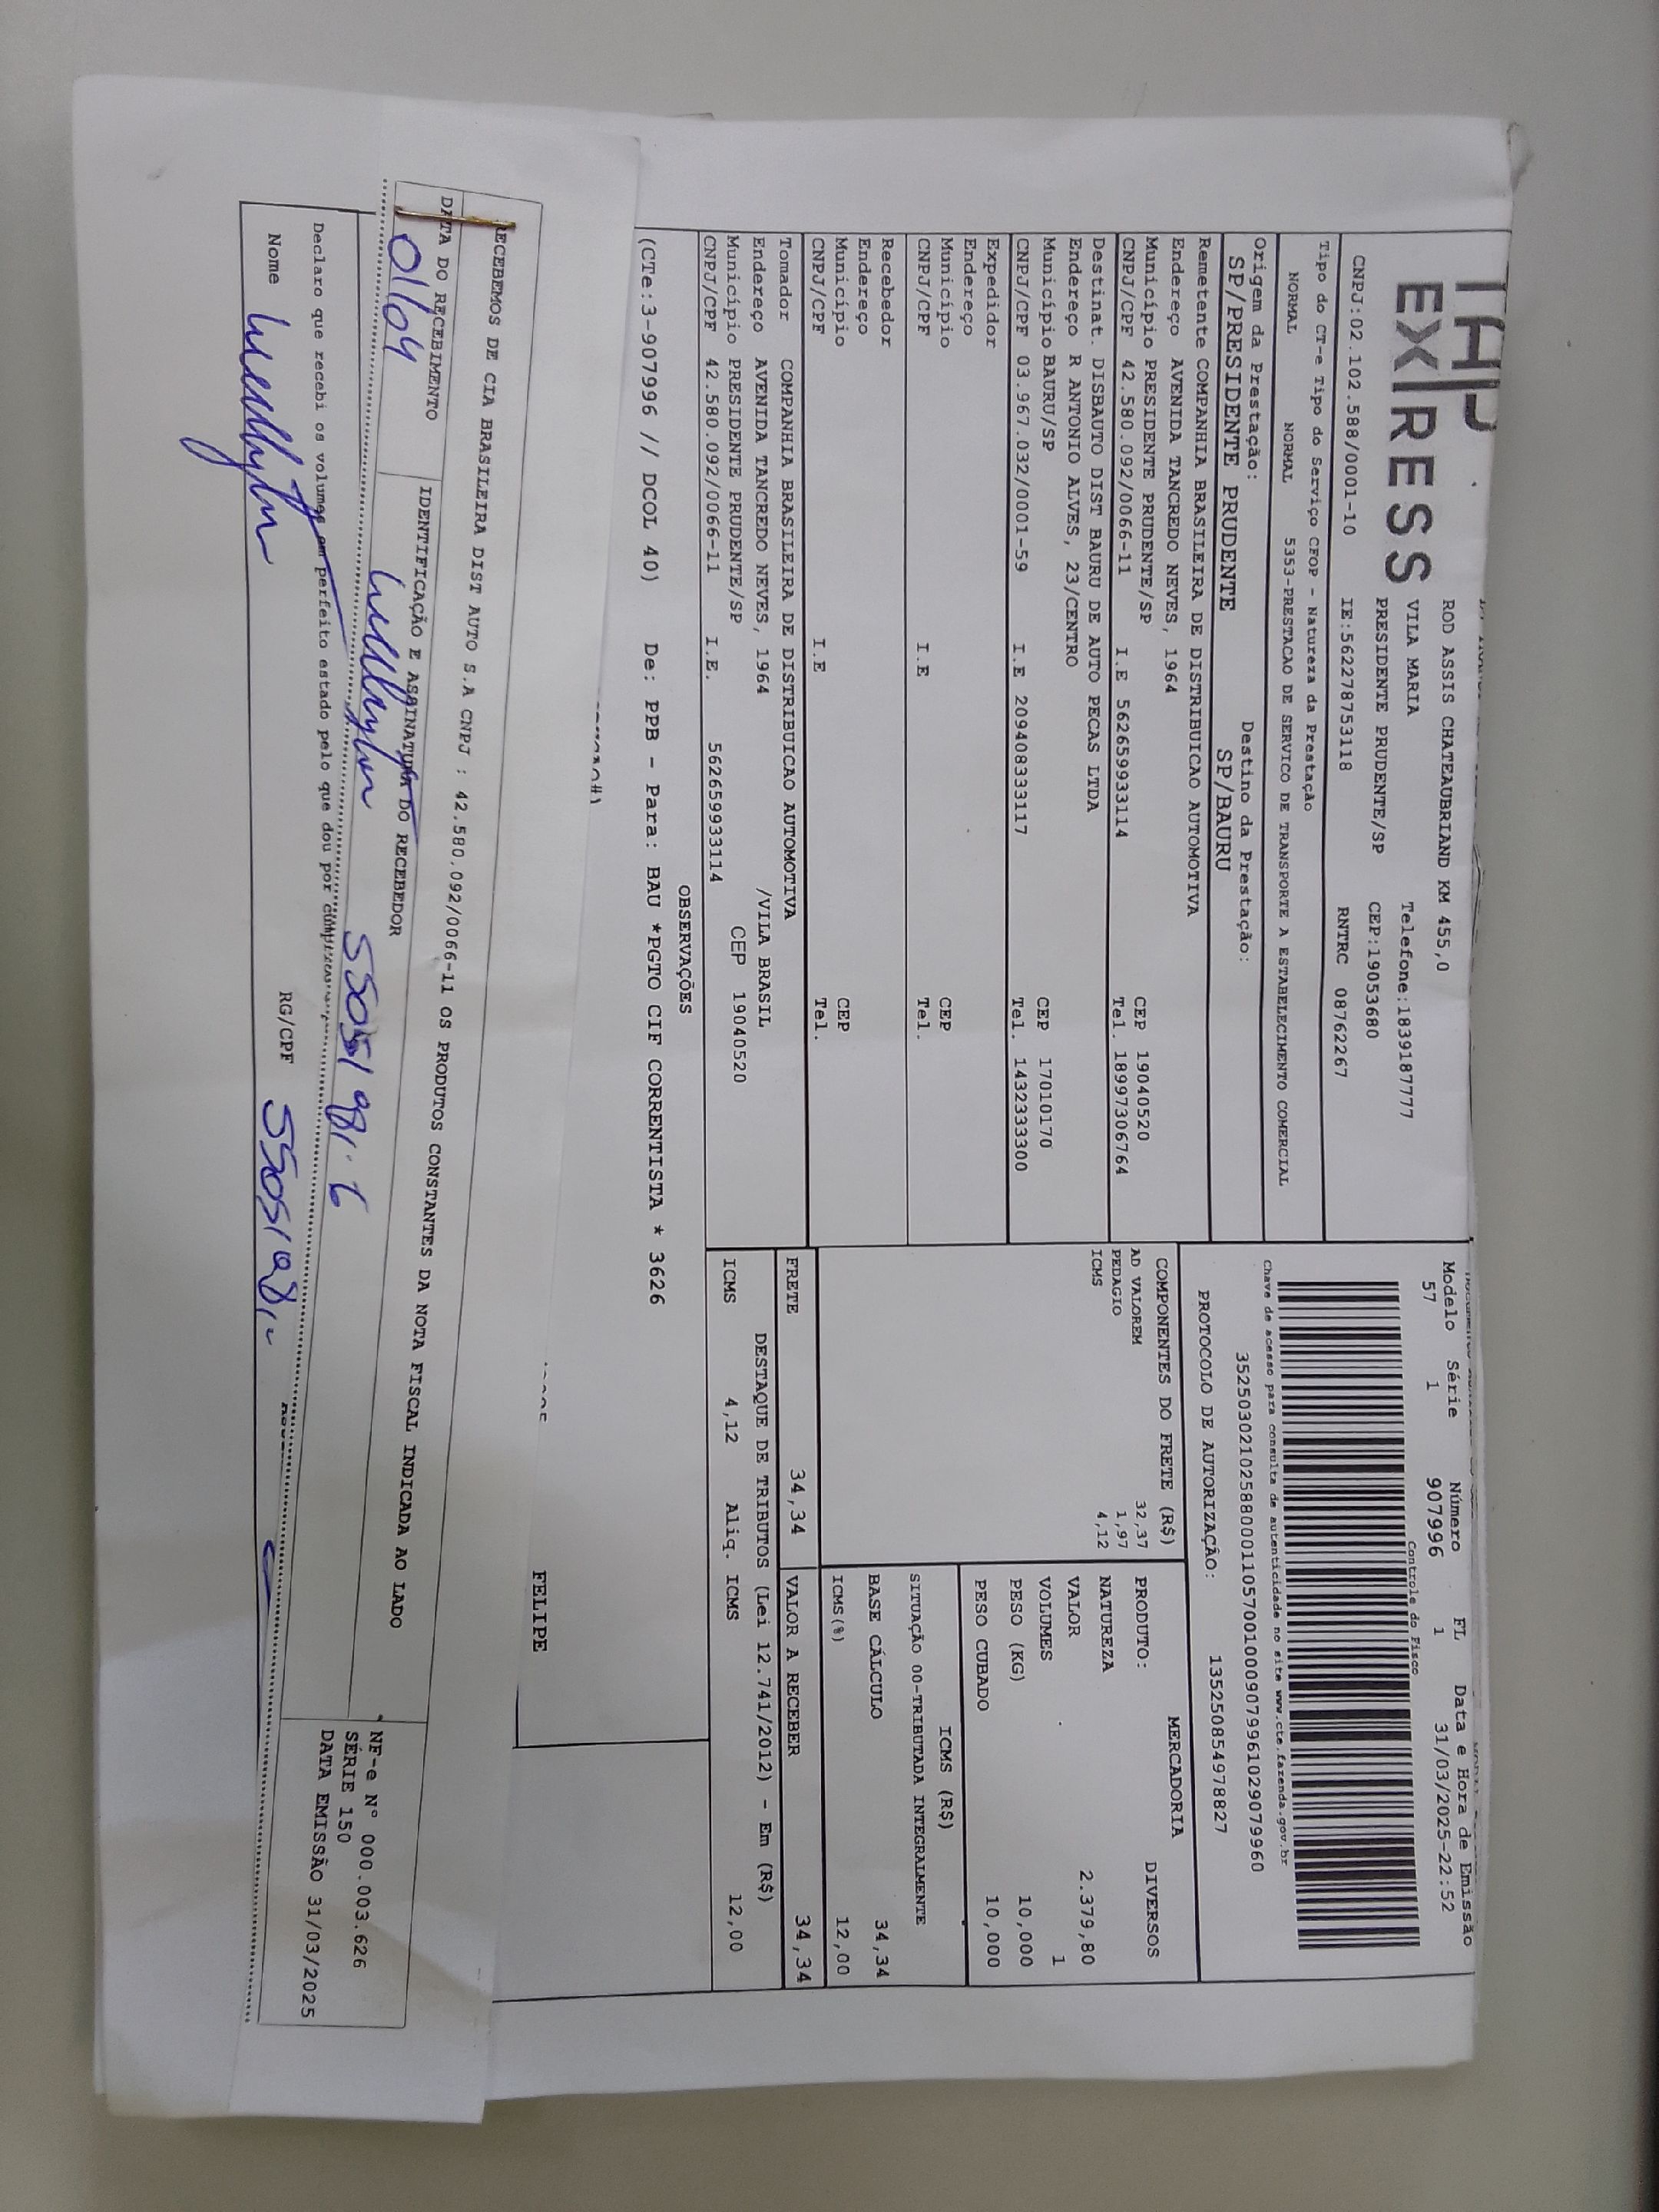 EXPRESS
ROD ASSIS CHATEAUBRIAND KM 455,0
VILA MARIA Telefone:1839187777
PRESIDENTE PRUDENTE/SP CEP:19053680
CNPJ:02.102.588/0001-10 IE:562278753118 RNTRC 08762267
Tipo do CT-e Tipo do Serviço CFOP - Natureza da Prestação
NORMAL NORMAL 5353-PRESTACAO DE SERVICO DE TRANSPORTE A ESTABELECIMENTO COMERCIAL
Origem da Prestação: Destino da Prestação:
SP/PRESIDENTE PRUDENTE SP/BAURU
Remetente COMPANHIA BRASILEIRA DE DISTRIBUICAO AUTOMOTIVA
Endereço AVENIDA TANCREDO NEVES, 1964
Município PRESIDENTE PRUDENTE/SP CEP 19040520
CNPJ/CPF 42.580.092/0066-11 I.E 562659933114 Tel. 18997306764
Destinat. DISBAUTO DIST BAURU DE AUTO PECAS LTDA
Endereço R ANTONIO ALVES, 23/CENTRO
Município BAURU/SP CEP 17010170
CNPJ/CPF 03.967.032/0001-59 I.E 209408333117 Tel. 1432333300
Expedidor
Endereço
Município CEP
CNPJ/CPF I.E Tel.
Recebedor
Endereço
Município CEP
CNPJ/CPF I.E Tel.
Tomador COMPANHIA BRASILEIRA DE DISTRIBUICAO AUTOMOTIVA
Endereço AVENIDA TANCREDO NEVES, 1964 /VILA BRASIL
Município PRESIDENTE PRUDENTE/SP CEP 19040520
CNPJ/CPF 42.580.092/0066-11 I.E. 562659933114
Modelo Série Número FL Data e Hora de Emissão
57 1 907996 1 31/03/2025-22:52
Controle do Fisco
Chave de acesso para consulta de autenticidade no site www.cte.fazenda.gov.br
35250302102588000110570010009079961029079960
PROTOCOLO DE AUTORIZAÇÃO: 135250854978827
COMPONENTES DO FRETE (R$)
AD VALOREM 32,37
PEDAGIO 1,97
ICMS 4,12
MERCADORIA
PRODUTO: DIVERSOS
NATUREZA
VALOR 2.379,80
VOLUMES 1
PESO (KG) 10,000
PESO CUBADO 10,000
ICMS (R$)
SITUAÇÃO 00-TRIBUTADA INTEGRALMENTE
BASE CÁLCULO 34,34
ICMS(%) 12,00
FRETE 34,34 VALOR A RECEBER 34,34
DESTAQUE DE TRIBUTOS (Lei 12.741/2012) - Em (R$)
ICMS 4,12 Aliq. ICMS 12,00
OBSERVAÇÕES
(CTe:3-907996 // DCOL 40) De: PPB - Para: BAU *PGTO CIF CORRENTISTA * 3626
FELIPE
RECEBEMOS DE CIA BRASILEIRA DIST AUTO S.A CNPJ : 42.580.092/0066-11 OS PRODUTOS CONSTANTES DA NOTA FISCAL INDICADA AO LADO
DATA DO RECEBIMENTO IDENTIFICAÇÃO E ASSINATURA DO RECEBEDOR
01/04
NF-e N° 000.003.626
SÉRIE 150
DATA EMISSÃO 31/03/2025
Declaro que recebi os volumes em perfeito estado pelo que dou por
Nome RG/CPF